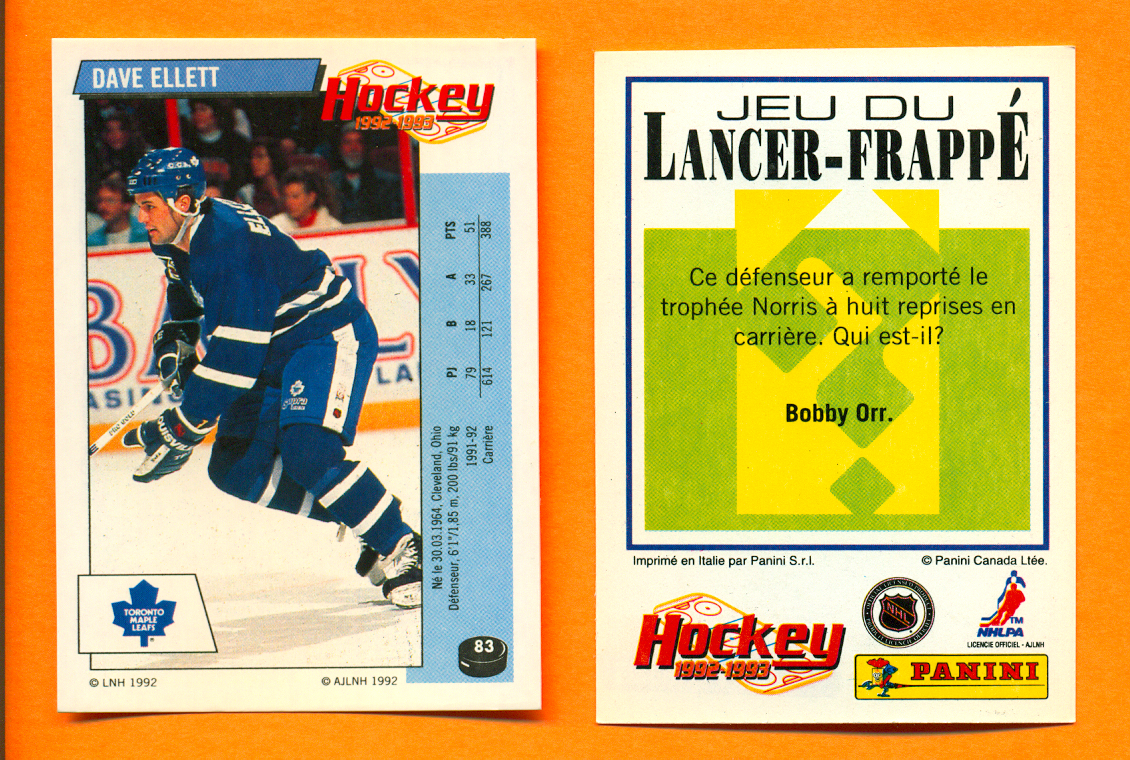 DAVE ELLETT
Hockey
1992-1993
PJ B A PTS
1991-92 79 18 33 51
Carrière 614 121 267 388
Né le 30.03.1964, Cleveland, Ohio
Défenseur, 6'1"/1,85 m, 200 lbs/91 kg
TORONTO
MAPLE
LEAFS
83
© LNH 1992
© AJLNH 1992
JEU DU
LANCER-FRAPPÉ
Ce défenseur a remporté le
trophée Norris à huit reprises en
carrière. Qui est-il?
Bobby Orr.
Imprimé en Italie par Panini S.r.l.
© Panini Canada Ltée.
Hockey
1992-1993
NHL
TM
NHLPA
LICENCIE OFFICIEL - AJLNH
PANINI